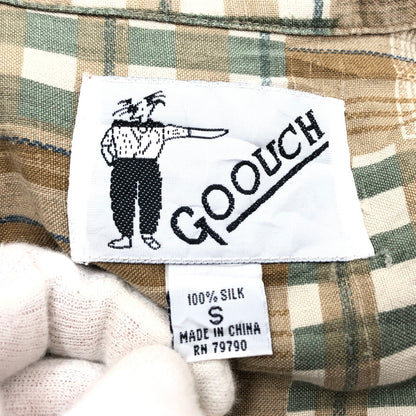 GOOUCH
100% SILK
S
MADE IN CHINA
RN 79790